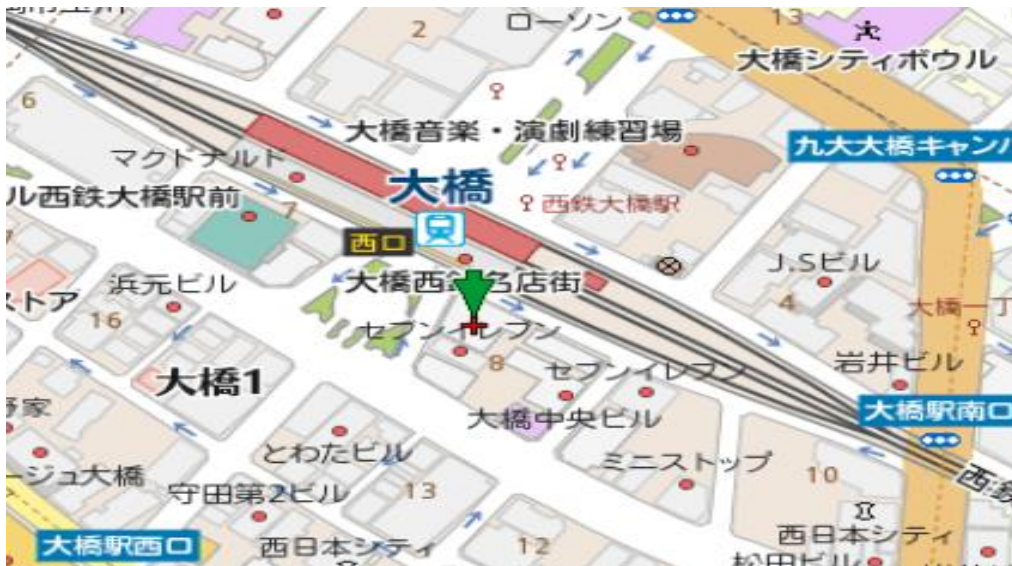 ローソン
13
2
大橋シティボウル
6
大橋音楽・演劇練習場
九大大橋キャンパ
マクドナルド
大橋
ル西鉄大橋駅前
7
西鉄大橋駅
西口
J.Sビル
大橋西鉄名店街
浜元ビル
ストア
4
大橋一丁
16
セブンイレブン
8
セブンイレブン
岩井ビル
大橋1
野家
大橋中央ビル
大橋駅南口
とわたビル
ミニストップ
ージュ大橋
10
西鉄
守田第2ビル
13
大橋駅西口
西日本シティ
12
西日本シティ
松田ビル